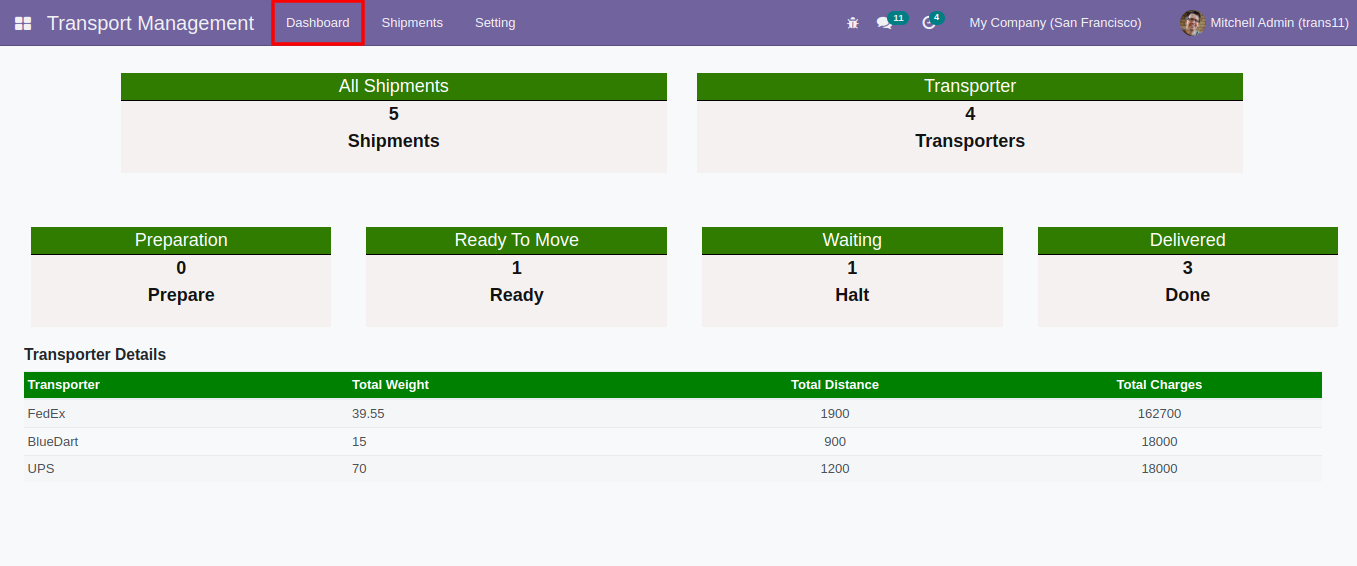 Transport Management Dashboard Shipments Setting 11 4 My Company (San Francisco) Mitchell Admin (trans11)
All Shipments Transporter
5 4
Shipments Transporters
Preparation Ready To Move Waiting Delivered
0 1 1 3
Prepare Ready Halt Done
Transporter Details
Transporter Total Weight Total Distance Total Charges
FedEx 39.55 1900 162700
BlueDart 15 900 18000
UPS 70 1200 18000